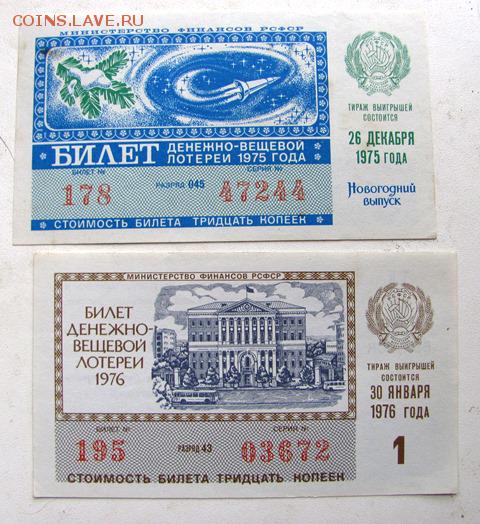 COINS.LAVE.RU
МИНИСТЕРСТВО ФИНАНСОВ РСФСР
БИЛЕТ ДЕНЕЖНО-ВЕЩЕВОЙ
ЛОТЕРЕИ 1975 ГОДА
БИЛЕТ № РАЗРЯД 045 СЕРИЯ №
178 47244
СТОИМОСТЬ БИЛЕТА ТРИДЦАТЬ КОПЕЕК
ТИРАЖ ВЫИГРЫШЕЙ
СОСТОИТСЯ
26 ДЕКАБРЯ
1975 ГОДА
Новогодний
выпуск
МИНИСТЕРСТВО ФИНАНСОВ РСФСР
БИЛЕТ
ДЕНЕЖНО-
ВЕЩЕВОЙ
ЛОТЕРЕИ
1976
БИЛЕТ № РАЗРЯД 43 СЕРИЯ №
195 03672
СТОИМОСТЬ БИЛЕТА ТРИДЦАТЬ КОПЕЕК
РСФСР
ТИРАЖ ВЫИГРЫШЕЙ
СОСТОИТСЯ
30 ЯНВАРЯ
1976 ГОДА
1